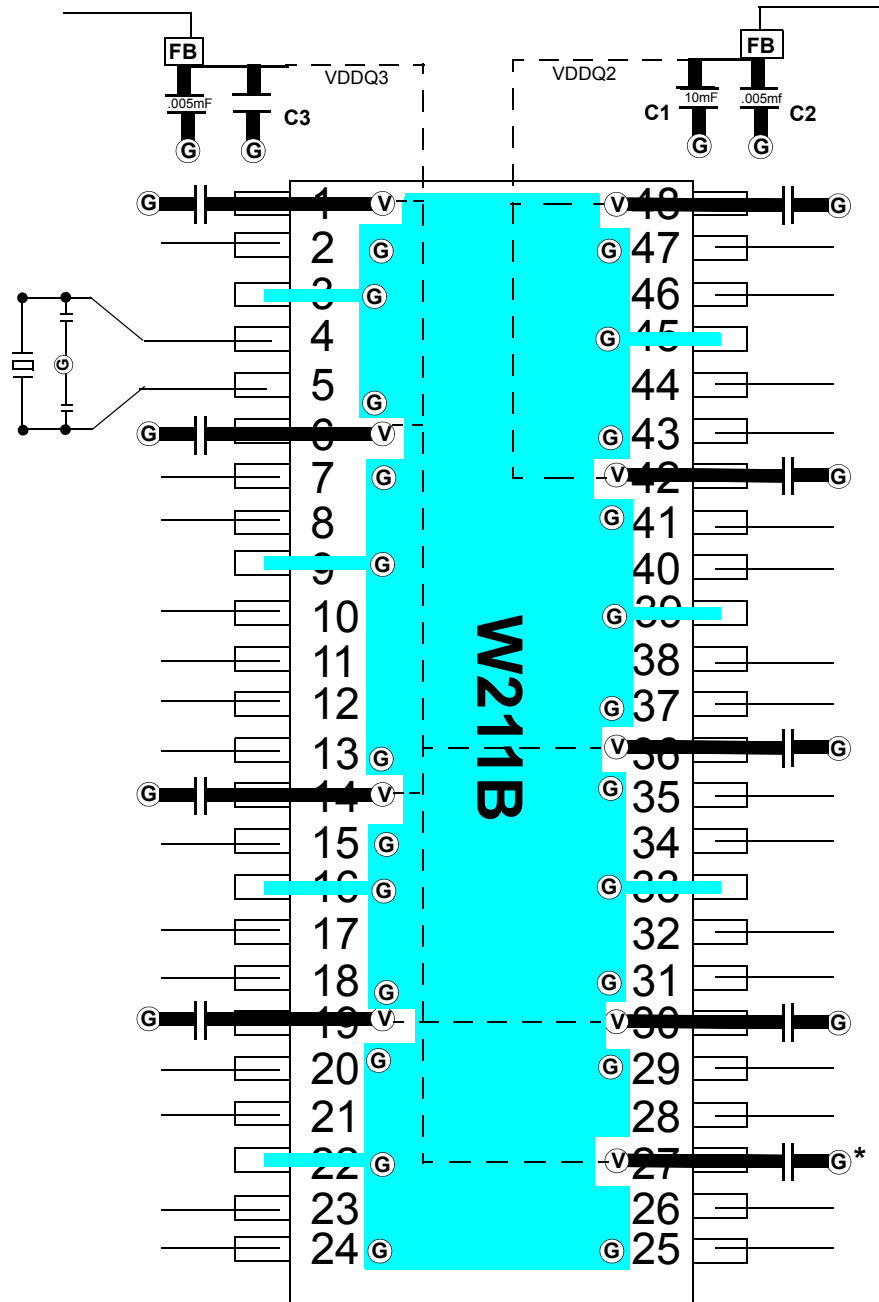 FB FB
VDDQ3 VDDQ2
.005mF C3 C1 10mF .005mf C2
G G G G
G 1 V V 48 G
2 G G 47
3 G 46
4 G 45
G
5 44
G G 43
G 6 V
7 G V 42 G
8 G 41
9 G 40
10 G 39
11 38
12 G 37
13 G V 36 G
G 14 V G 35
15 G 34
16 G G 33
17 32
18 G G 31
G 19 V V 30 G
20 G G 29
21 28
22 G V 27 G*
23 26
24 G G 25
W211B